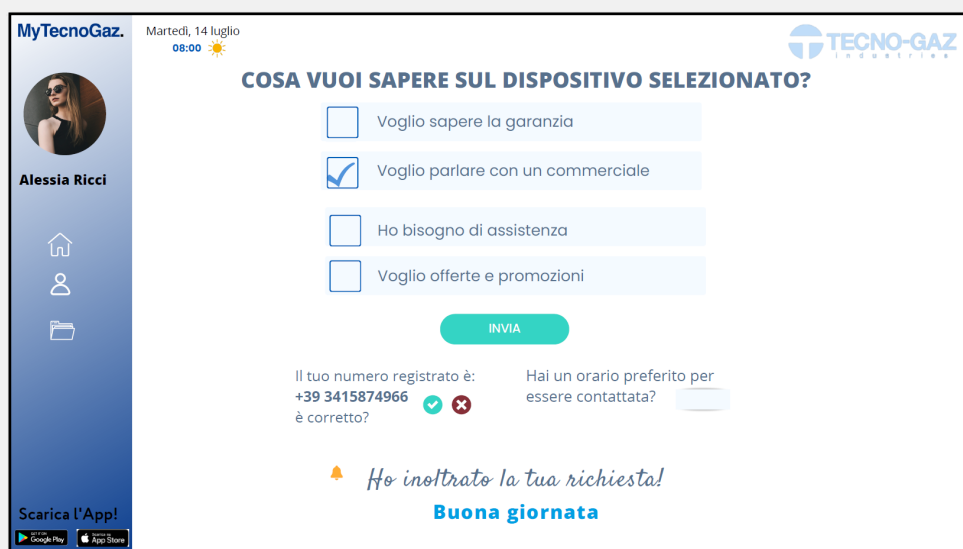 MyTecnoGaz.
Martedì, 14 luglio
08:00
TECNO-GAZ
industries
COSA VUOI SAPERE SUL DISPOSITIVO SELEZIONATO?
Voglio sapere la garanzia
Voglio parlare con un commerciale
Alessia Ricci
Ho bisogno di assistenza
Voglio offerte e promozioni
INVIA
Il tuo numero registrato è:
+39 3415874966
è corretto?
Hai un orario preferito per
essere contattata?
Ho inoltrato la tua richiesta!
Buona giornata
Scarica l'App!
GET IT ON
Google Play
App Store